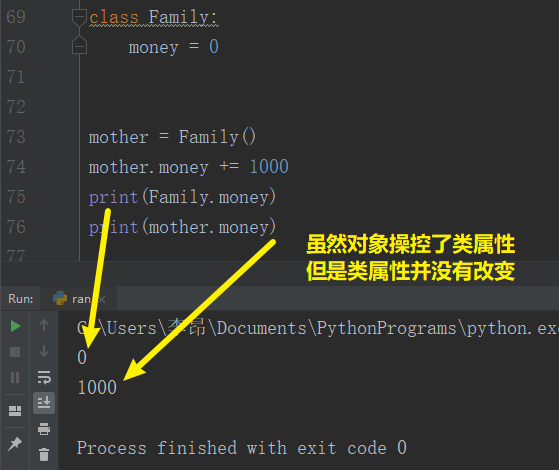 69 class Family:
70 money = 0
71
72
73 mother = Family()
74 mother.money += 1000
75 print(Family.money)
76 print(mother.money)
77
虽然对象操控了类属性
但是类属性并没有改变
Run: ran
\Users\李昂\Documents\PythonPrograms\python.ex
0
1000
Process finished with exit code 0